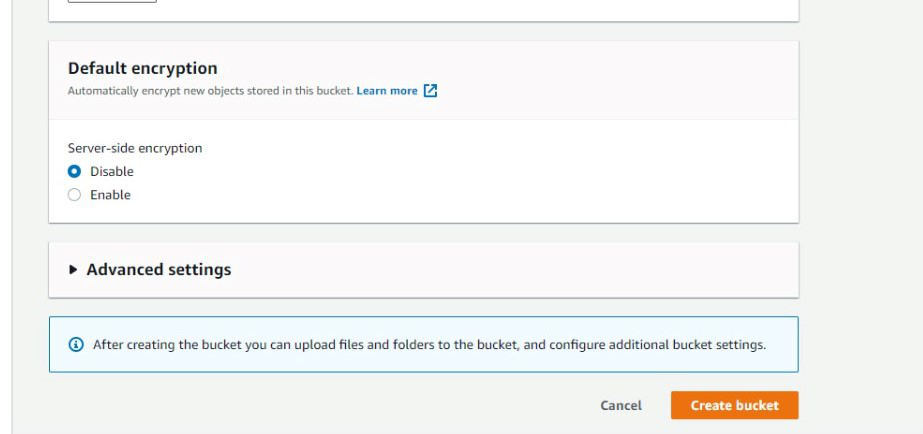 Default encryption
Automatically encrypt new objects stored in this bucket. Learn more
Server-side encryption
Disable
Enable
Advanced settings
After creating the bucket you can upload files and folders to the bucket, and configure additional bucket settings.
Cancel
Create bucket